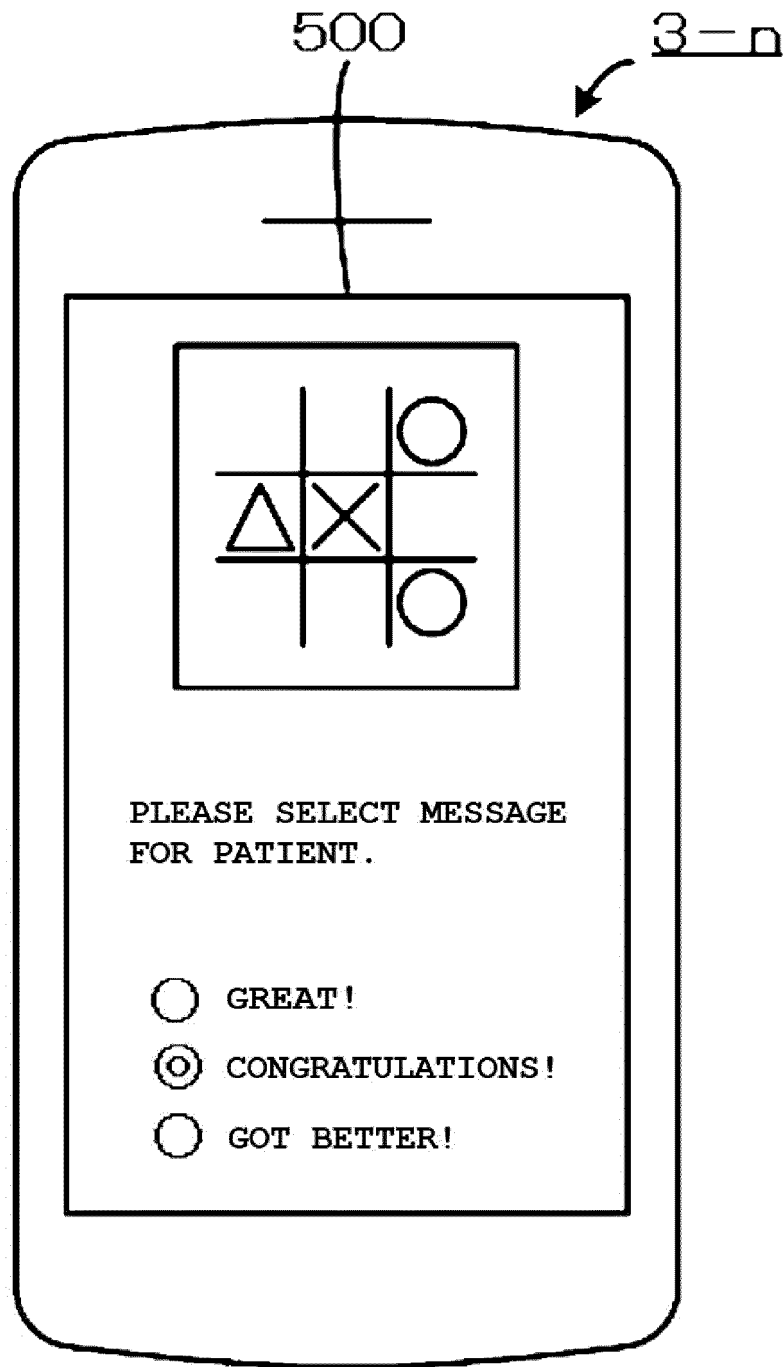 500
3-n
PLEASE SELECT MESSAGE
FOR PATIENT.
GREAT!
CONGRATULATIONS!
GOT BETTER!